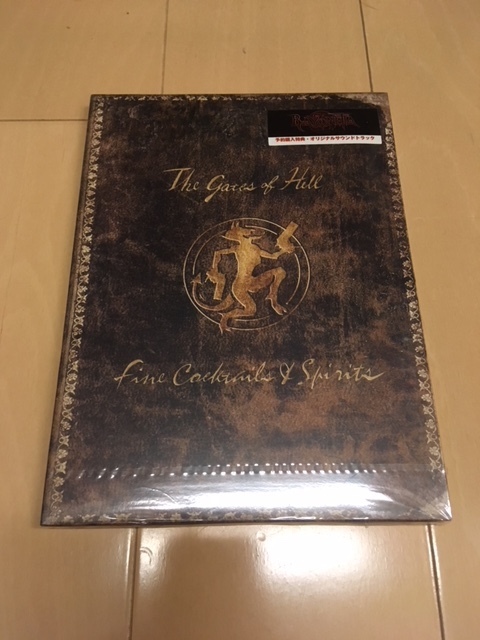 The Gates of Hell
予約購入特典・オリジナルサウンドトラック
Fine Cocktails & Spirits